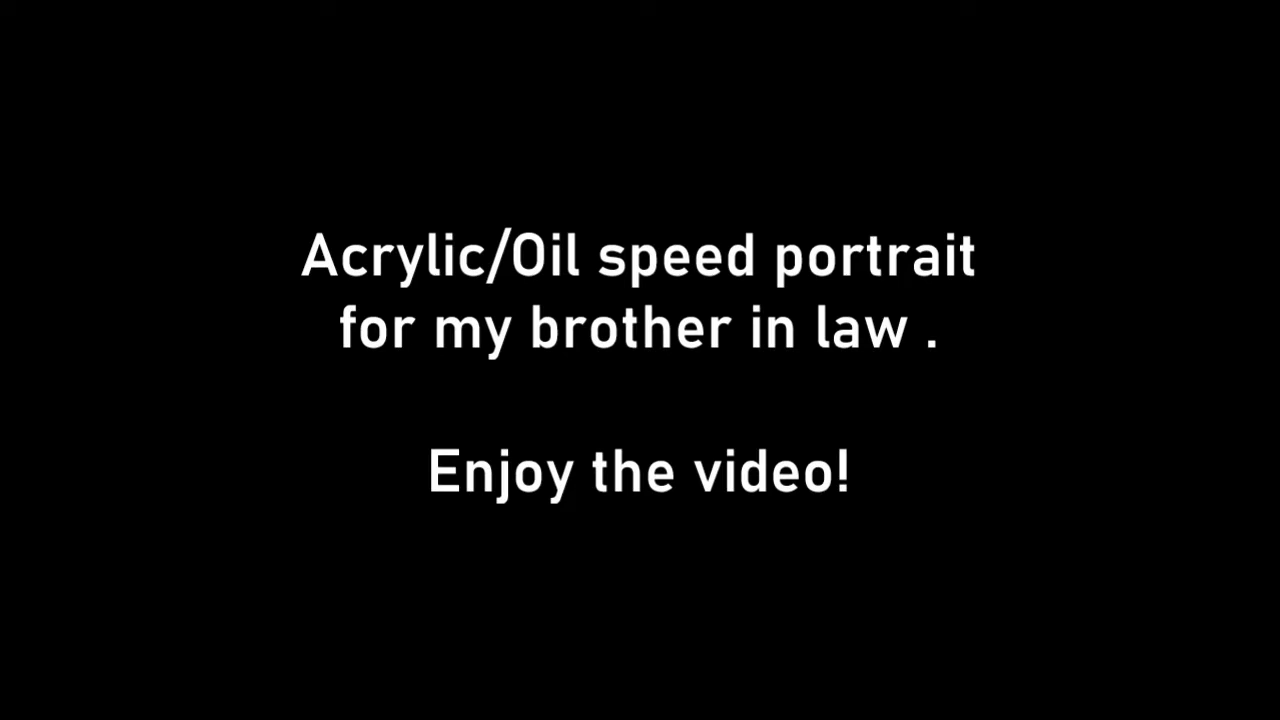 Acrylic/Oil speed portrait
for my brother in law .
Enjoy the video!